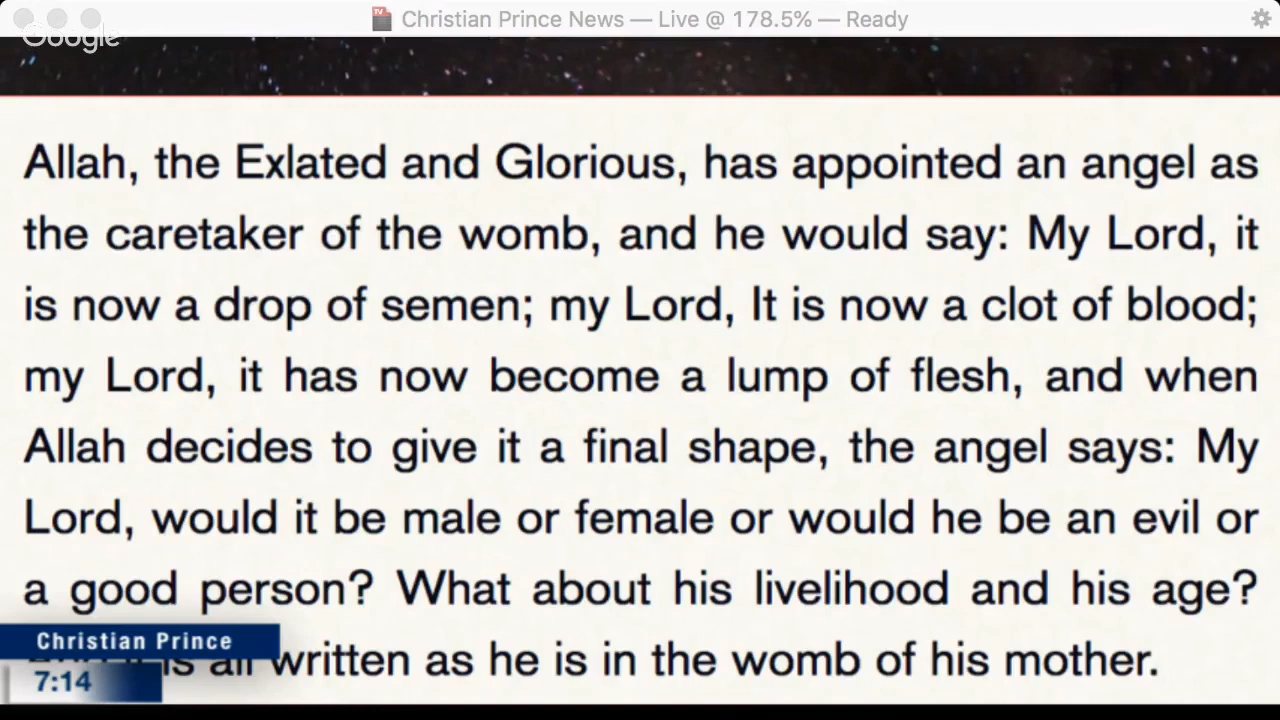 Christian Prince News — Live @ 178.5% — Ready
Google
Allah, the Exlated and Glorious, has appointed an angel as
the caretaker of the womb, and he would say: My Lord, it
is now a drop of semen; my Lord, It is now a clot of blood;
my Lord, it has now become a lump of flesh, and when
Allah decides to give it a final shape, the angel says: My
Lord, would it be male or female or would he be an evil or
a good person? What about his livelihood and his age?
is all written as he is in the womb of his mother.
Christian Prince
7:14